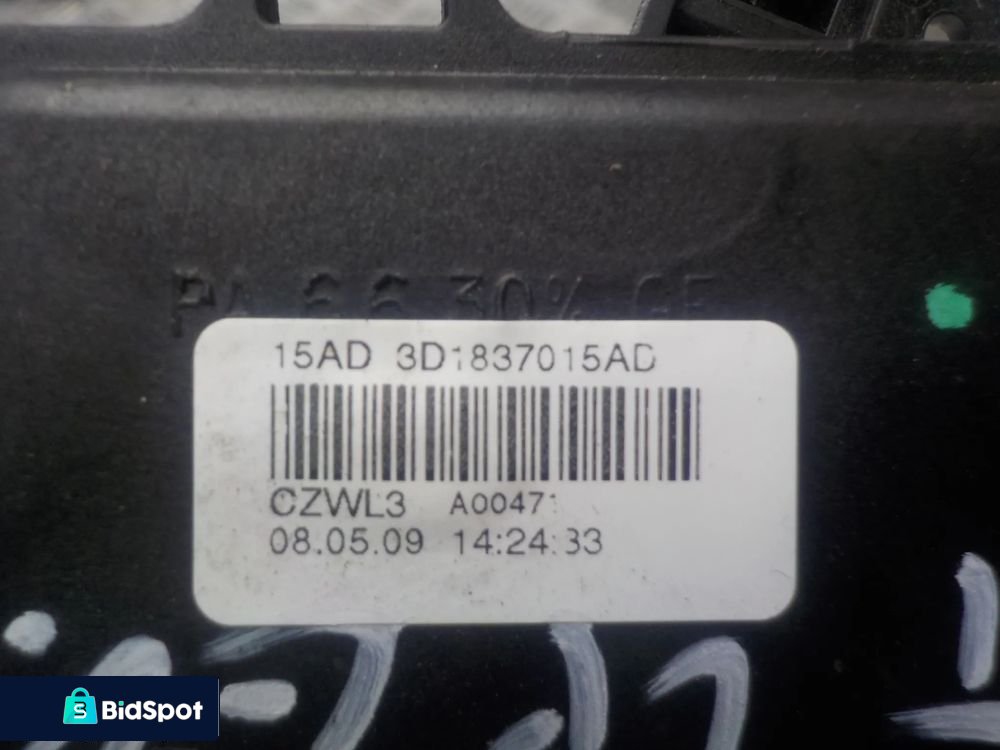 PA 66 30% GF
15AD 3D1837015AD
CZWL3 A00471
08.05.09 14:24:33
BidSpot